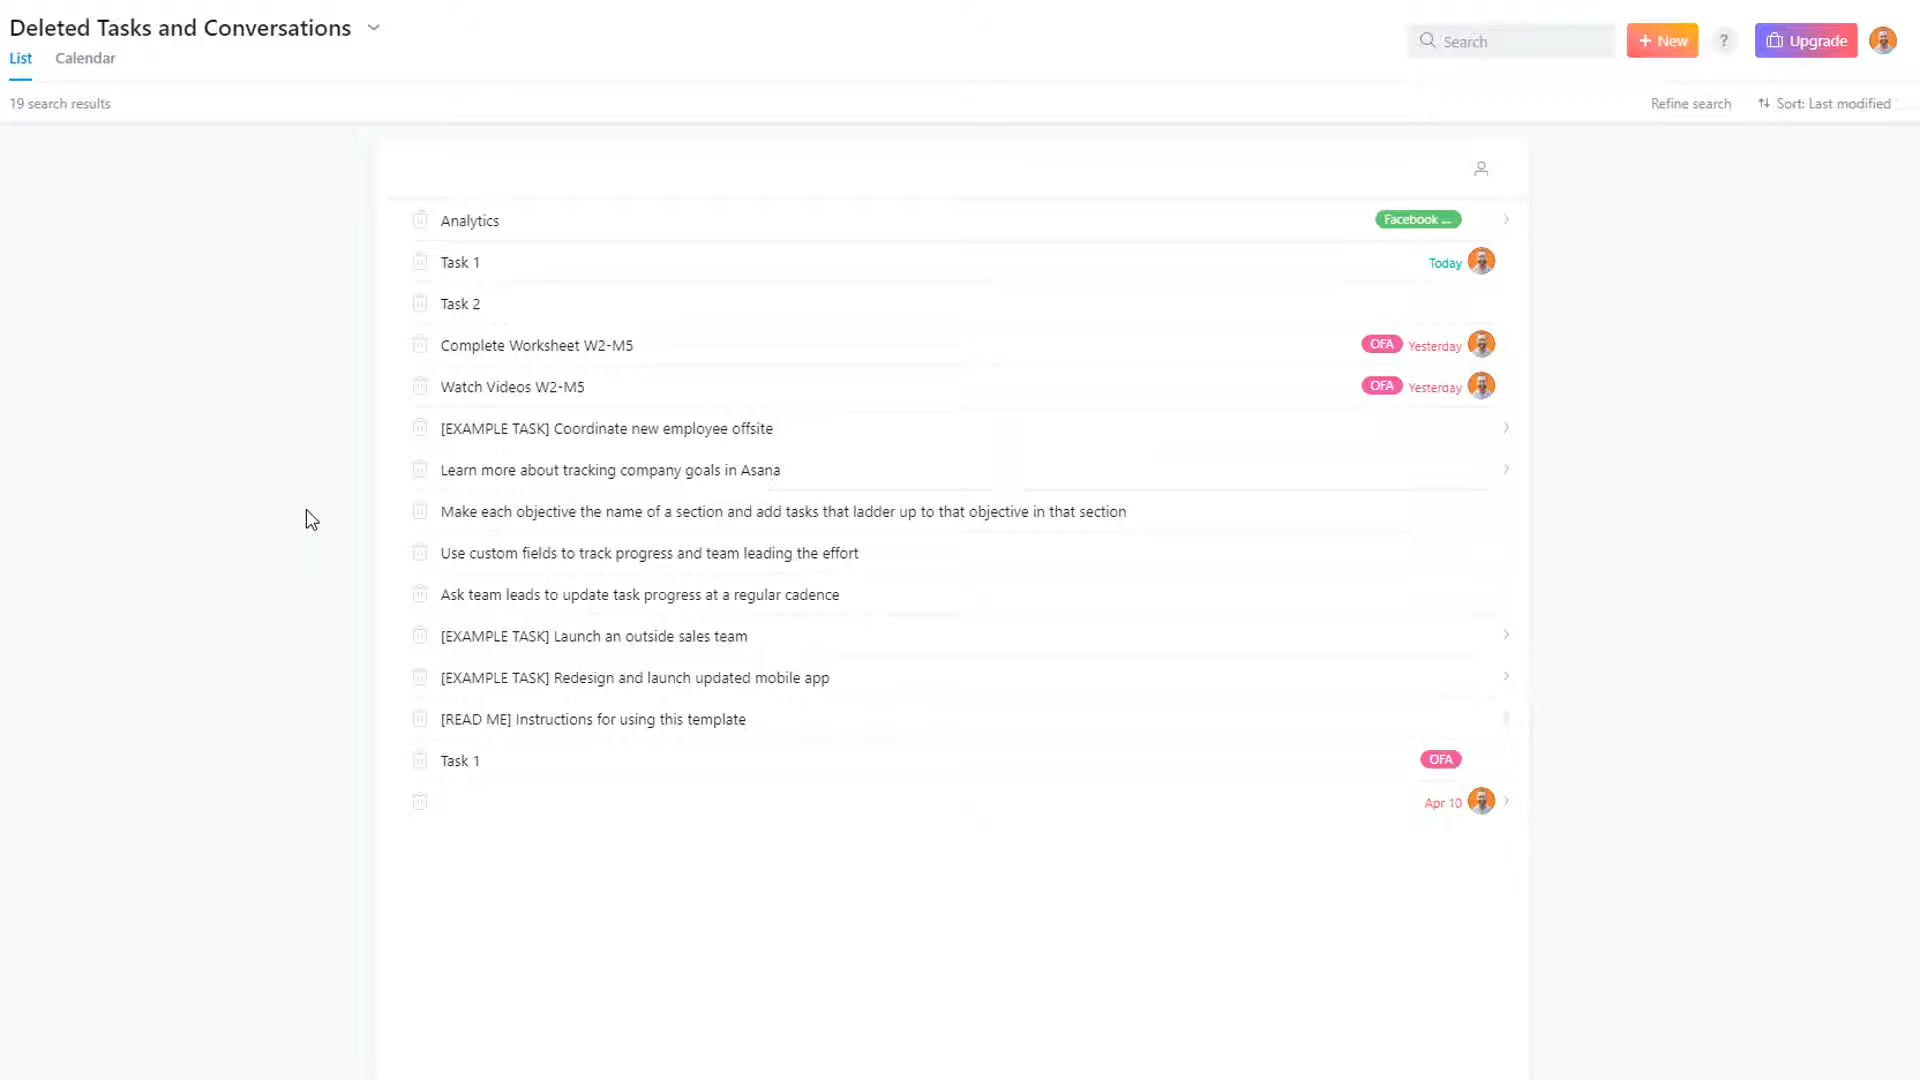 Deleted Tasks and Conversations
Search
+ New
?
Upgrade
List
Calendar
19 search results
Refine search
Sort: Last modified
Analytics
Facebook ...
Task 1
Today
Task 2
Complete Worksheet W2-M5
OFA
Yesterday
Watch Videos W2-M5
OFA
Yesterday
[EXAMPLE TASK] Coordinate new employee offsite
Learn more about tracking company goals in Asana
Make each objective the name of a section and add tasks that ladder up to that objective in that section
Use custom fields to track progress and team leading the effort
Ask team leads to update task progress at a regular cadence
[EXAMPLE TASK] Launch an outside sales team
[EXAMPLE TASK] Redesign and launch updated mobile app
[READ ME] Instructions for using this template
Task 1
OFA
Apr 10